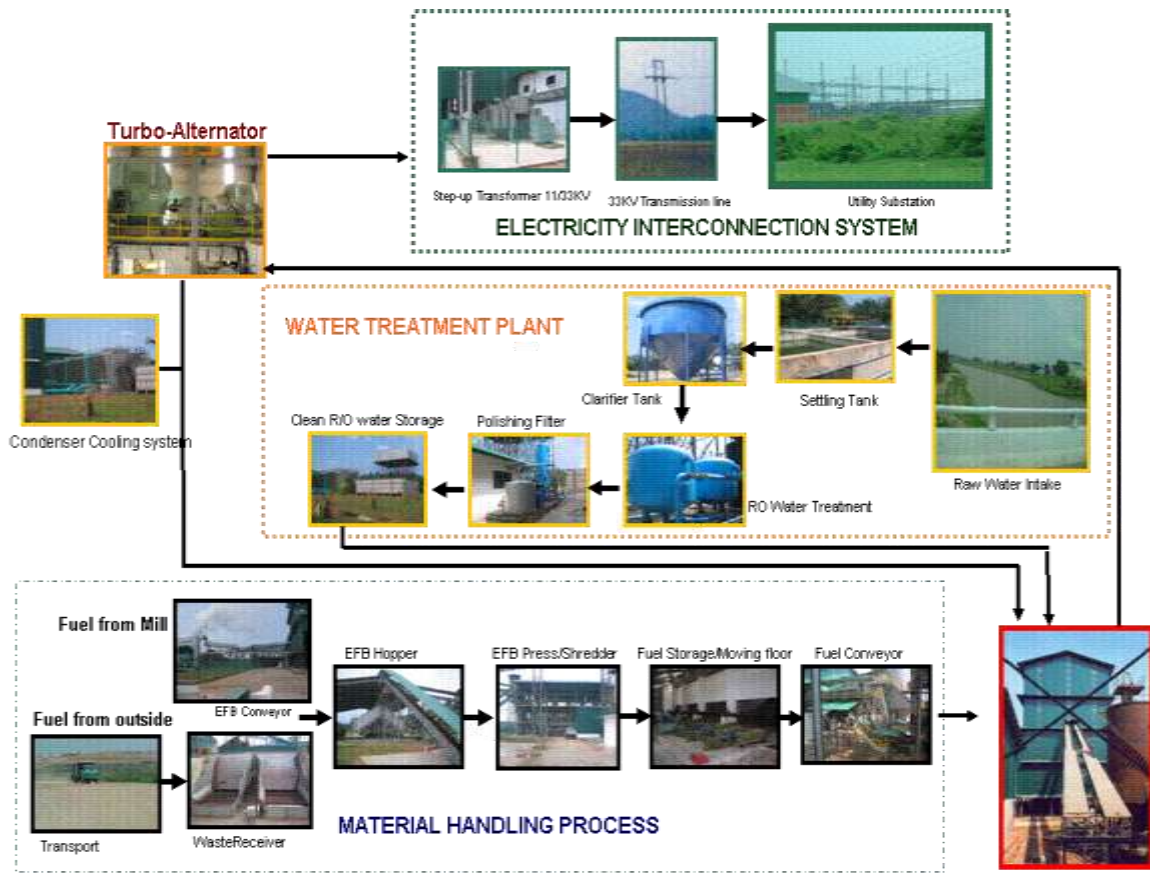 Turbo-Alternator
Step-up Transformer 11/33KV
33KV Transmission line
Utility Substation
ELECTRICITY INTERCONNECTION SYSTEM
WATER TREATMENT PLANT
Condenser Cooling system
Clarifier Tank
Settling Tank
Raw Water Intake
Clean R/O water Storage
Polishing Filter
RO Water Treatment
Fuel from Mill
EFB Conveyor
Fuel from outside
Transport
WasteReceiver
EFB Hopper
EFB Press/Shredder
Fuel Storage/Moving floor
Fuel Conveyor
MATERIAL HANDLING PROCESS